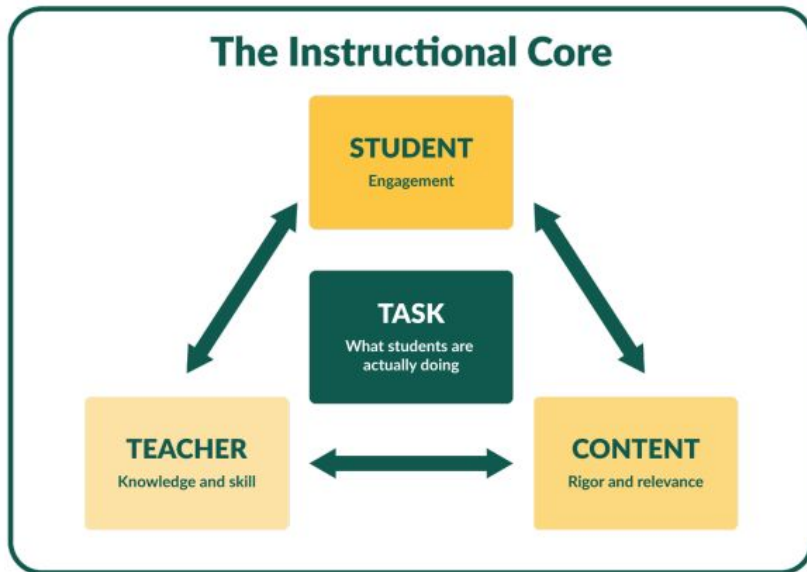 The Instructional Core
STUDENT
Engagement
TASK
What students are
actually doing
TEACHER
Knowledge and skill
CONTENT
Rigor and relevance